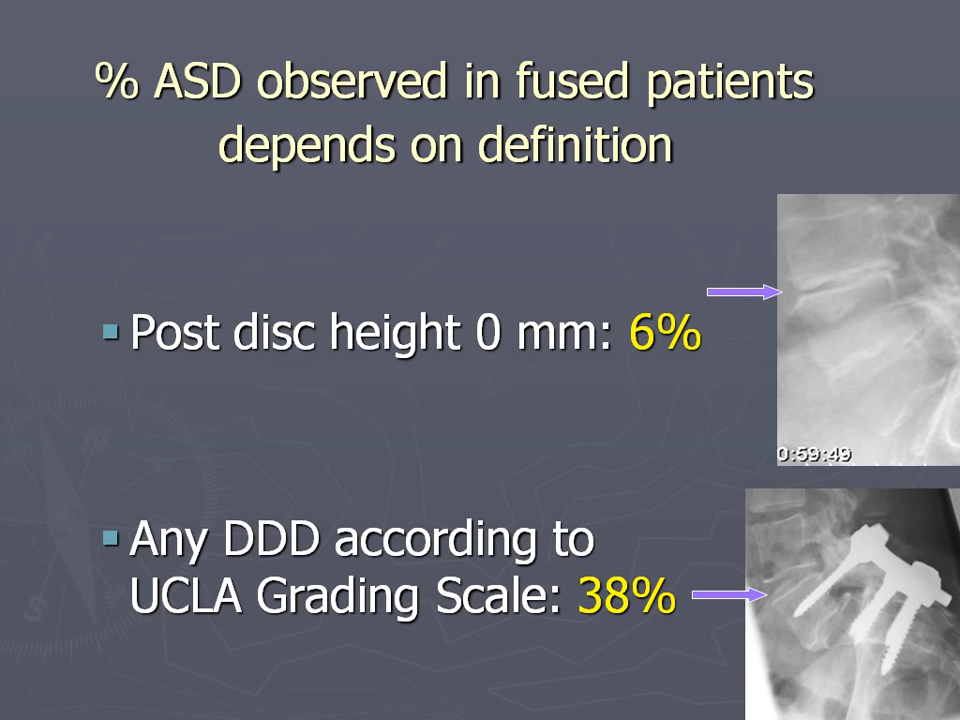 % ASD observed in fused patients
depends on definition
▪ Post disc height 0 mm: 6%
0:59:49
▪ Any DDD according to
UCLA Grading Scale: 38%
N
S